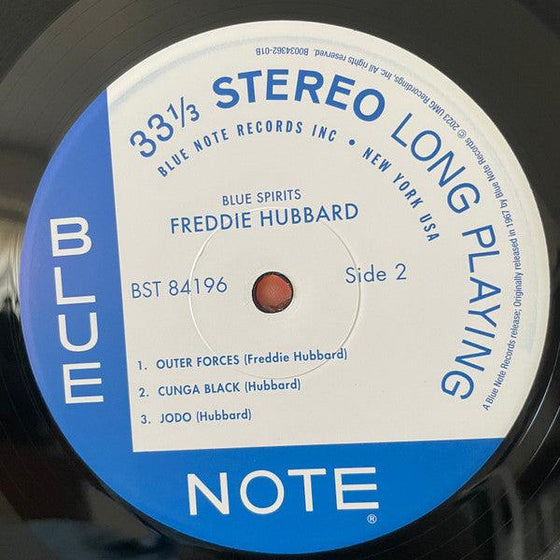 33⅓ STEREO LONG PLAYING
BLUE NOTE RECORDS INC • NEW YORK USA
BLUE SPIRITS
FREDDIE HUBBARD
BST 84196
Side 2
1. OUTER FORCES (Freddie Hubbard)
2. CUNGA BLACK (Hubbard)
3. JODO (Hubbard)
BLUE
NOTE®
A Blue Note Records release; Originally released in 1967 by Blue Note Records © 2023 UMG Recordings, Inc. All rights reserved. B0034362-01B